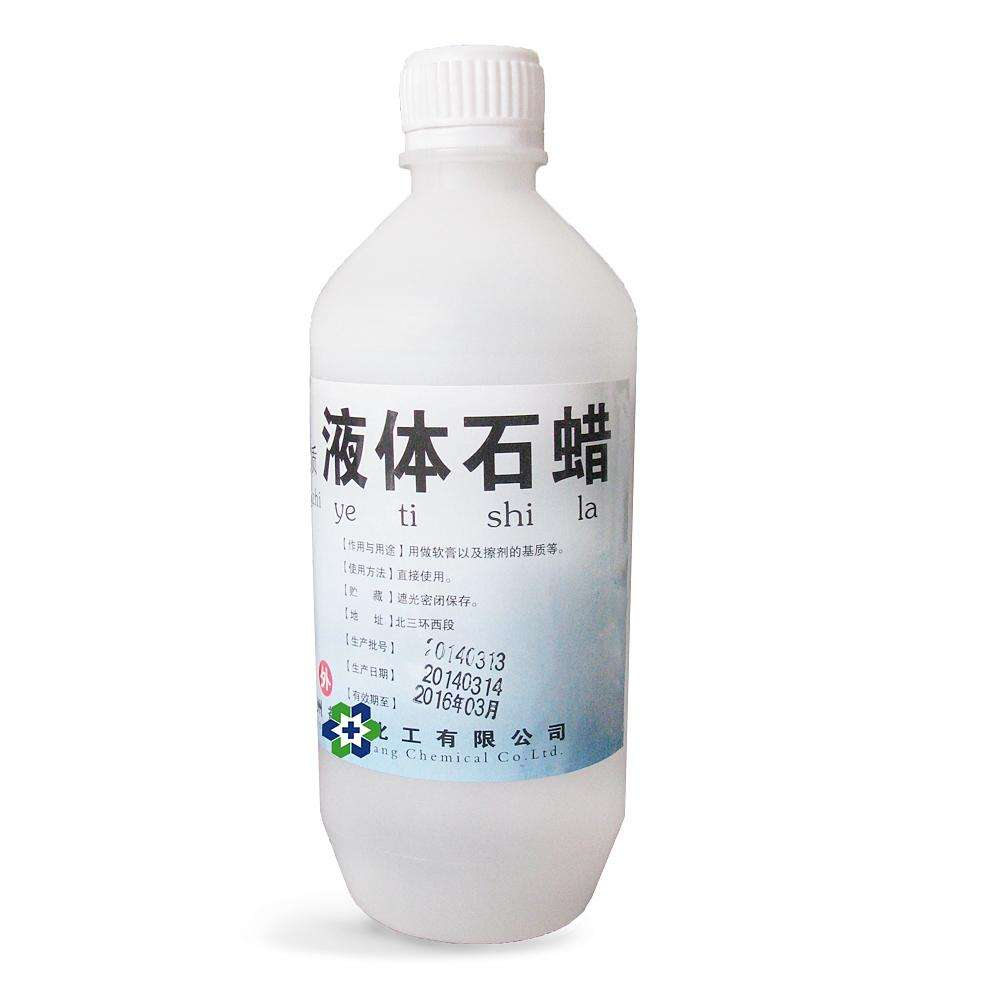 质
液体石蜡
ye ti shi la
【作用与用途】用做软膏以及擦剂的基质等。
【使用方法】直接使用。
【贮 藏】遮光密闭保存。
【地 址】北三环西段
【生产批号】 20140313
【生产日期】 20140314
【有效期至】 2016年03月
外
州 化工有限公司
ang Chemical Co.Ltd.